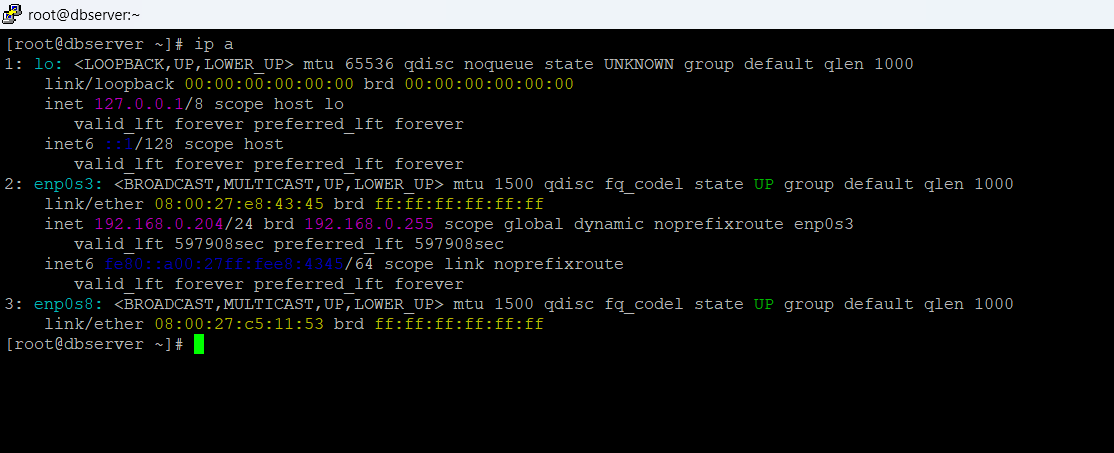 root@dbserver:~
[root@dbserver ~]# ip a
1: lo: <LOOPBACK,UP,LOWER_UP> mtu 65536 qdisc noqueue state UNKNOWN group default qlen 1000
    link/loopback 00:00:00:00:00:00 brd 00:00:00:00:00:00
    inet 127.0.0.1/8 scope host lo
       valid_lft forever preferred_lft forever
    inet6 ::1/128 scope host
       valid_lft forever preferred_lft forever
2: enp0s3: <BROADCAST,MULTICAST,UP,LOWER_UP> mtu 1500 qdisc fq_codel state UP group default qlen 1000
    link/ether 08:00:27:e8:43:45 brd ff:ff:ff:ff:ff:ff
    inet 192.168.0.204/24 brd 192.168.0.255 scope global dynamic noprefixroute enp0s3
       valid_lft 597908sec preferred_lft 597908sec
    inet6 fe80::a00:27ff:fee8:4345/64 scope link noprefixroute
       valid_lft forever preferred_lft forever
3: enp0s8: <BROADCAST,MULTICAST,UP,LOWER_UP> mtu 1500 qdisc fq_codel state UP group default qlen 1000
    link/ether 08:00:27:c5:11:53 brd ff:ff:ff:ff:ff:ff
[root@dbserver ~]#